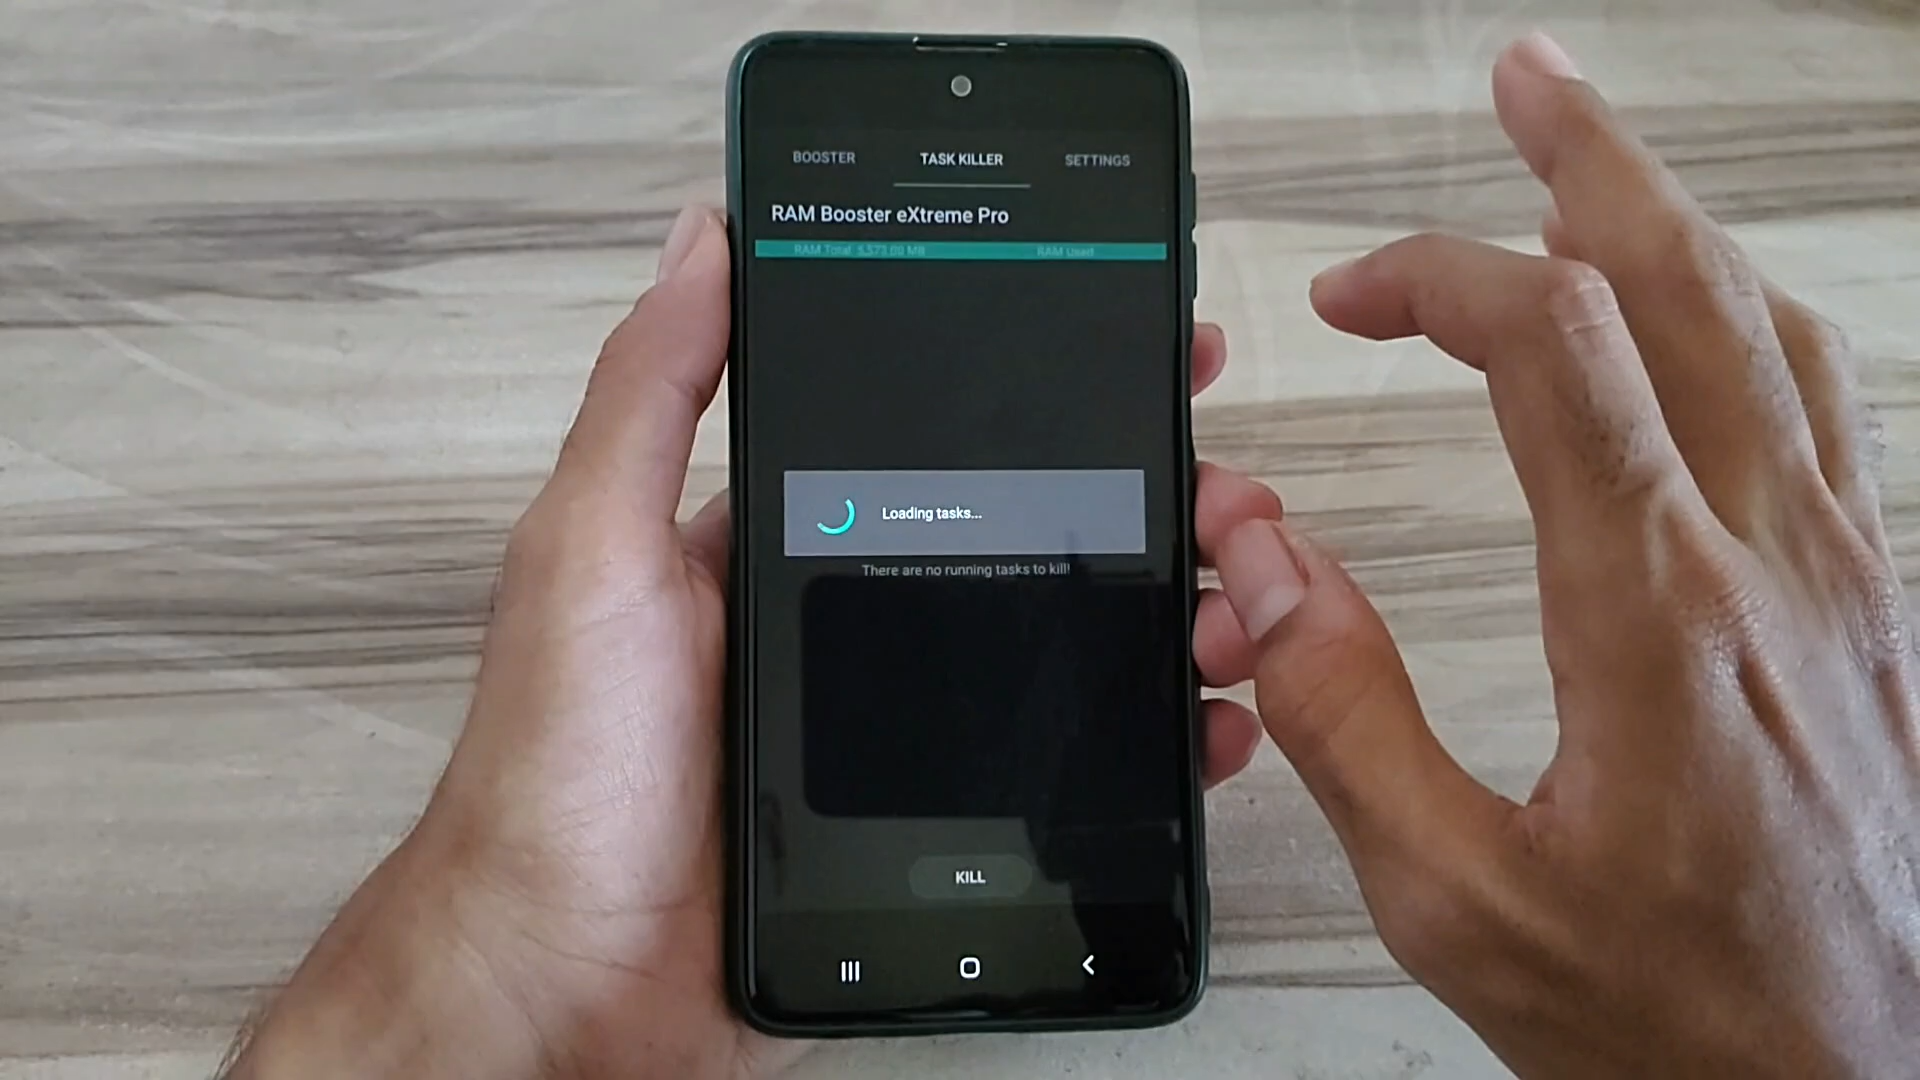 BOOSTER TASK KILLER SETTINGS
RAM Booster eXtreme Pro
RAM Total 5,573.00 MB RAM Used
Loading tasks...
There are no running tasks to kill!
KILL